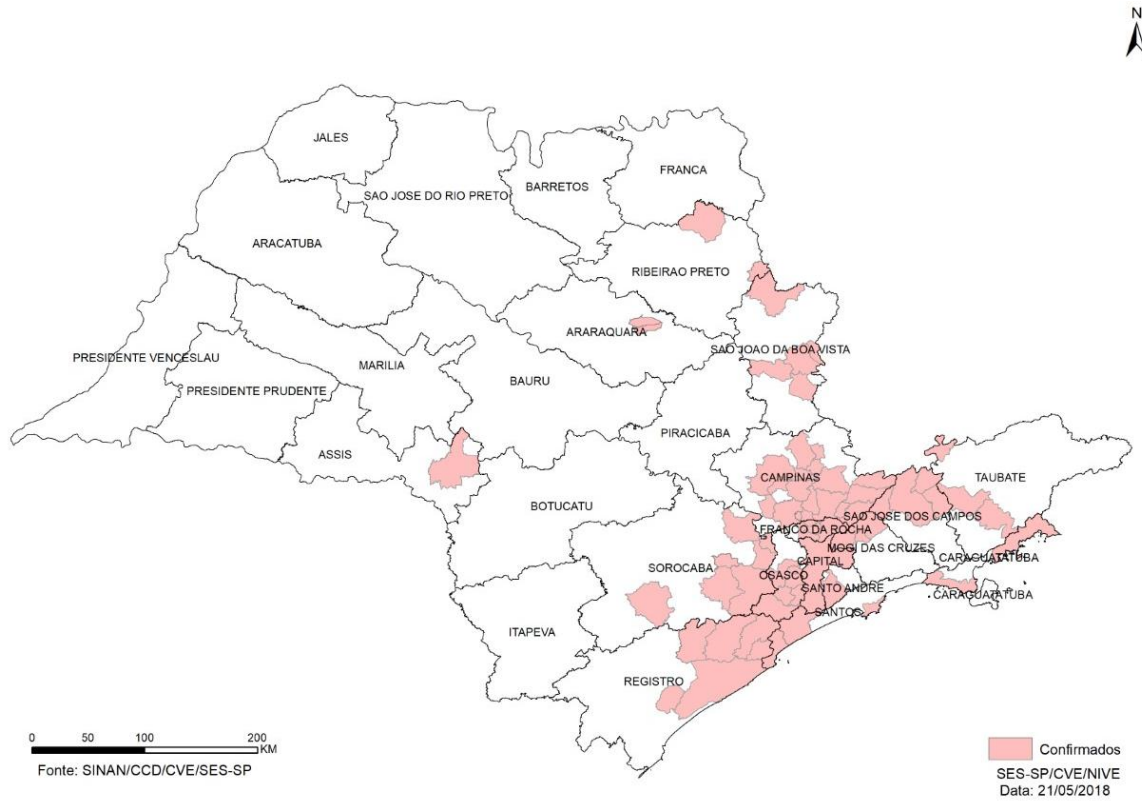 N
JALES
FRANCA
BARRETOS
SAO JOSE DO RIO PRETO
ARACATUBA
RIBEIRAO PRETO
ARARAQUARA
SAO JOAO DA BOA VISTA
PRESIDENTE VENCESLAU
MARILIA
BAURU
PRESIDENTE PRUDENTE
PIRACICABA
ASSIS
CAMPINAS
TAUBATE
BOTUCATU
SAO JOSE DOS CAMPOS
FRANCO DA ROCHA
MOGI DAS CRUZES
CARAGUATATUBA
CAPITAL
SOROCABA
OSASCO
SANTO ANDRE
CARAGUATATUBA
SANTOS
ITAPEVA
REGISTRO
0 50 100 200
KM
Fonte: SINAN/CCD/CVE/SES-SP
Confirmados
SES-SP/CVE/NIVE
Data: 21/05/2018